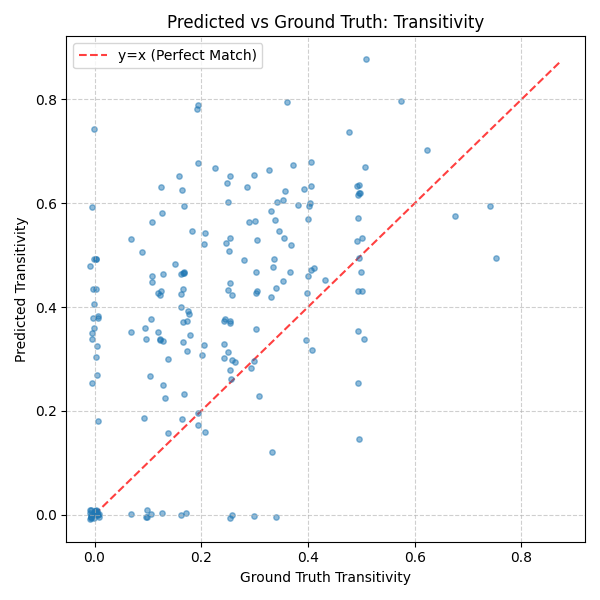 Predicted vs Ground Truth: Transitivity
y=x (Perfect Match)
Predicted Transitivity
0.8
0.6
0.4
0.2
0.0
0.0 0.2 0.4 0.6 0.8
Ground Truth Transitivity